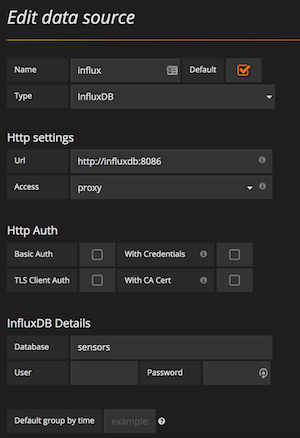 Edit data source
Name influx Default
Type InfluxDB
Http settings
Url http://influxdb:8086
Access proxy
Http Auth
Basic Auth With Credentials
TLS Client Auth With CA Cert
InfluxDB Details
Database sensors
User Password
Default group by time example: